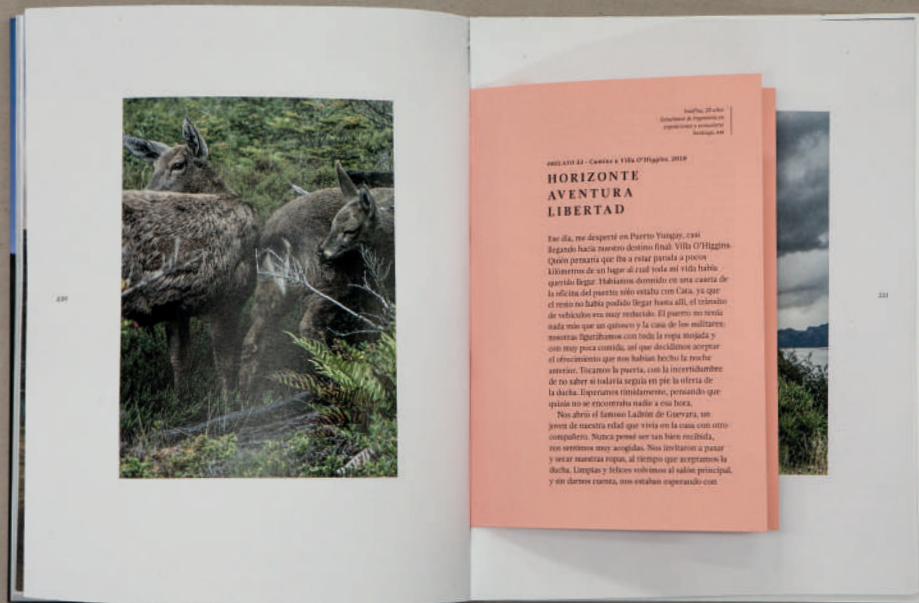 220
Josefina, 20 años
Santiago, RM
#RELATO 22 - Camino a Villa O'Higgins, 2018
HORIZONTE
AVENTURA
LIBERTAD
Ese día, me desperté en Puerto Yungay, casi
llegando hacia nuestro destino final: Villa O'Higgins.
Quién pensaría que iba a estar parada a pocos
kilómetros de un lugar al cual toda mi vida había
querido llegar. Habíamos dormido en una caseta de
la oficina del puerto; sólo estaba con Cata, ya que
el resto no había podido llegar hasta allí, el tránsito
de vehículos era muy reducido. El puerto no tenía
nada más que un quiosco y la casa de los militares;
nosotras figurábamos con toda la ropa mojada y
con muy poca comida, así que decidimos aceptar
el ofrecimiento que nos habían hecho la noche
anterior. Tocamos la puerta, con la incertidumbre
de no saber si todavía seguía en pie la oferta de
la ducha. Esperamos tímidamente, pensando que
quizás no se encontraba nadie a esa hora.
Nos abrió el famoso Ladrón de Guevara, un
joven de nuestra edad que vivía en la casa con otro
compañero. Nunca pensé ser tan bien recibida,
nos sentimos muy acogidas. Nos invitaron a pasar
y secar nuestras ropas, al tiempo que aceptamos la
ducha. Limpias y felices volvimos al salón principal,
y sin darnos cuenta, nos estaban esperando con
221